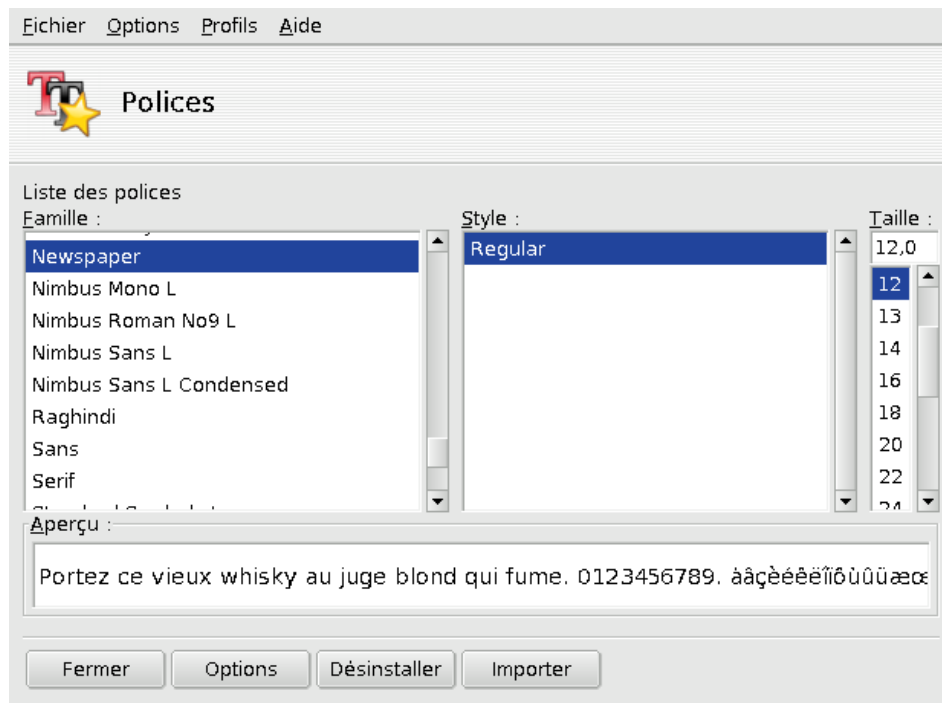 Fichier Options Profils Aide
Polices
Liste des polices
Famille :
Style :
Taille :
12,0
Newspaper
Nimbus Mono L
Nimbus Roman No9 L
Nimbus Sans L
Nimbus Sans L Condensed
Raghindi
Sans
Serif
Regular
12
13
14
16
18
20
22
24
Aperçu :
Portez ce vieux whisky au juge blond qui fume. 0123456789. àâçèéêëîïôùûüæœ
Fermer Options Désinstaller Importer